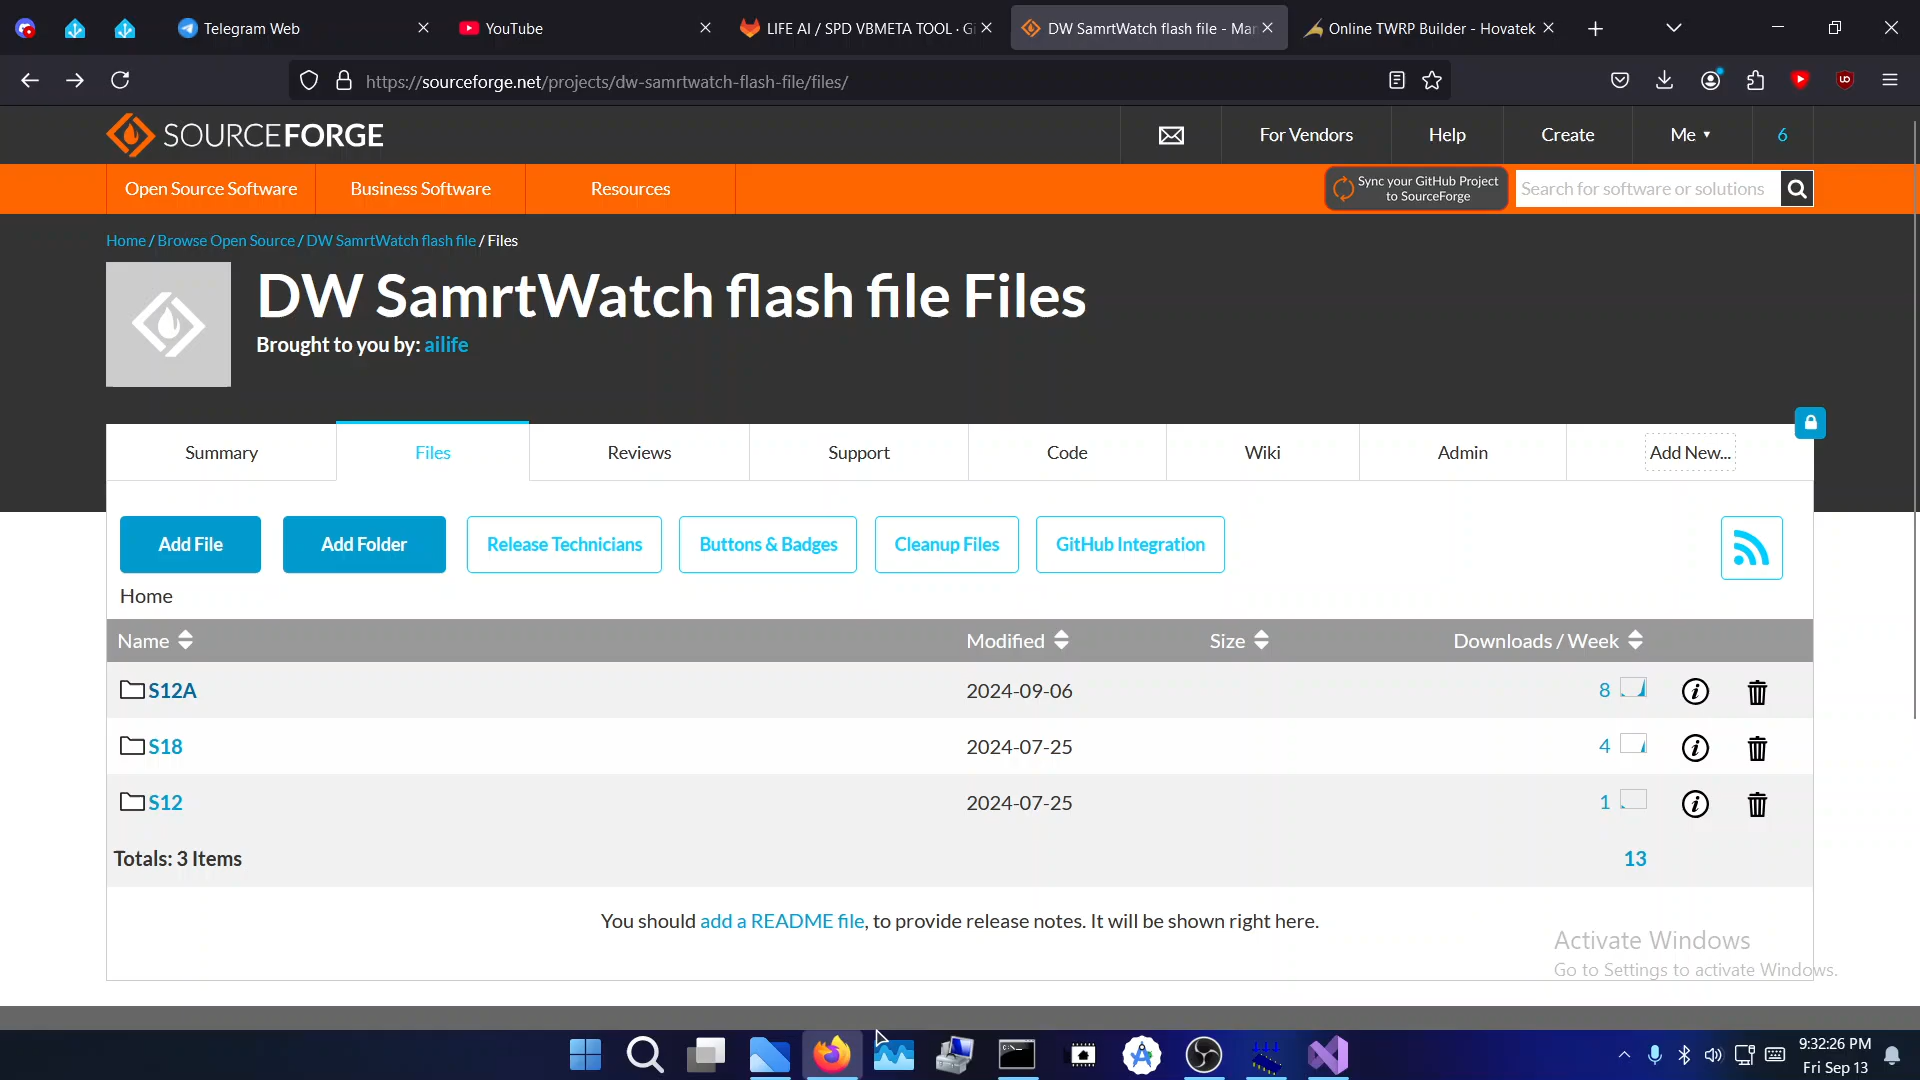 Telegram Web
YouTube
LIFE AI / SPD VBMETA TOOL · Gi
DW SamrtWatch flash file - Man
Online TWRP Builder - Hovatek
https://sourceforge.net/projects/dw-samrtwatch-flash-file/files/
SOURCEFORGE
For Vendors
Help
Create
Me
6
Open Source Software
Business Software
Resources
Sync your GitHub Project
to SourceForge
Search for software or solutions
Home / Browse Open Source / DW SamrtWatch flash file / Files
DW SamrtWatch flash file Files
Brought to you by: ailife
Summary
Files
Reviews
Support
Code
Wiki
Admin
Add New...
Add File
Add Folder
Release Technicians
Buttons & Badges
Cleanup Files
GitHub Integration
Home
Name
Modified
Size
Downloads / Week
S12A
2024-09-06
8
S18
2024-07-25
4
S12
2024-07-25
1
Totals: 3 Items
13
You should add a README file, to provide release notes. It will be shown right here.
Activate Windows
Go to Settings to activate Windows.
9:32:26 PM
Fri Sep 13